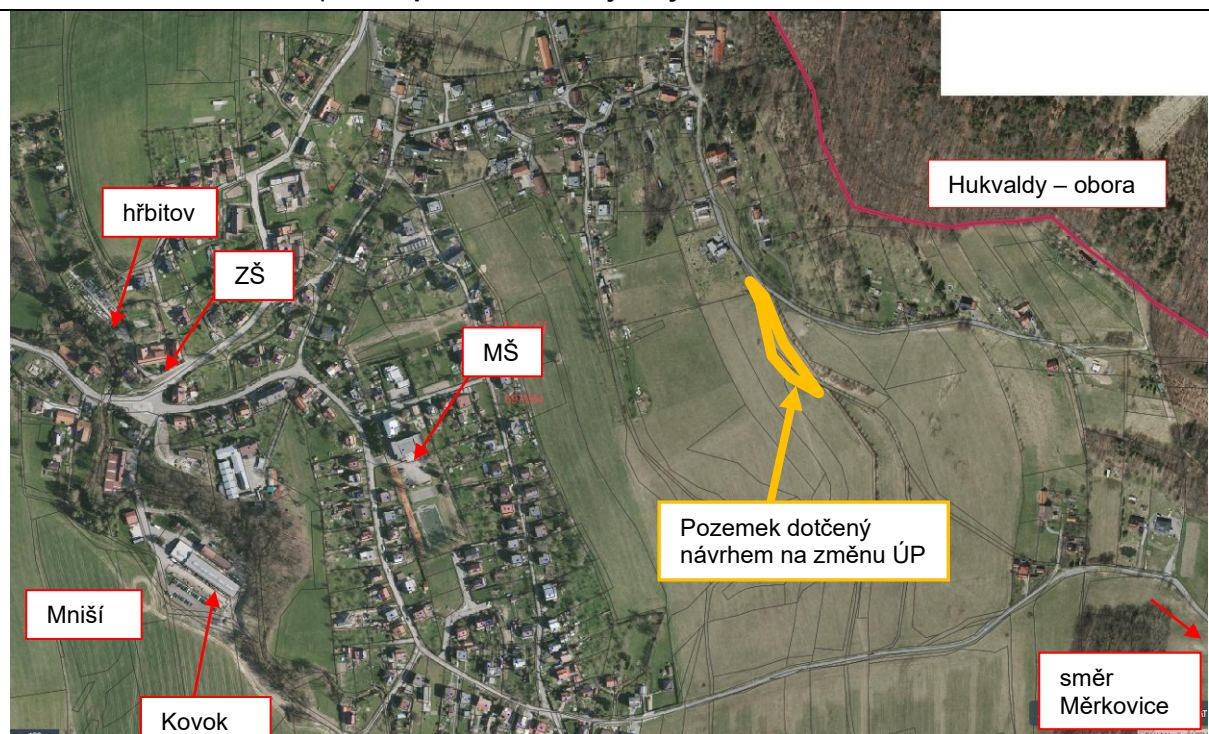 Hukvaldy – obora
hřbitov
ZŠ
MŠ
Pozemek dotčený
návrhem na změnu ÚP
Mniší
směr
Měrkovice
Kovok